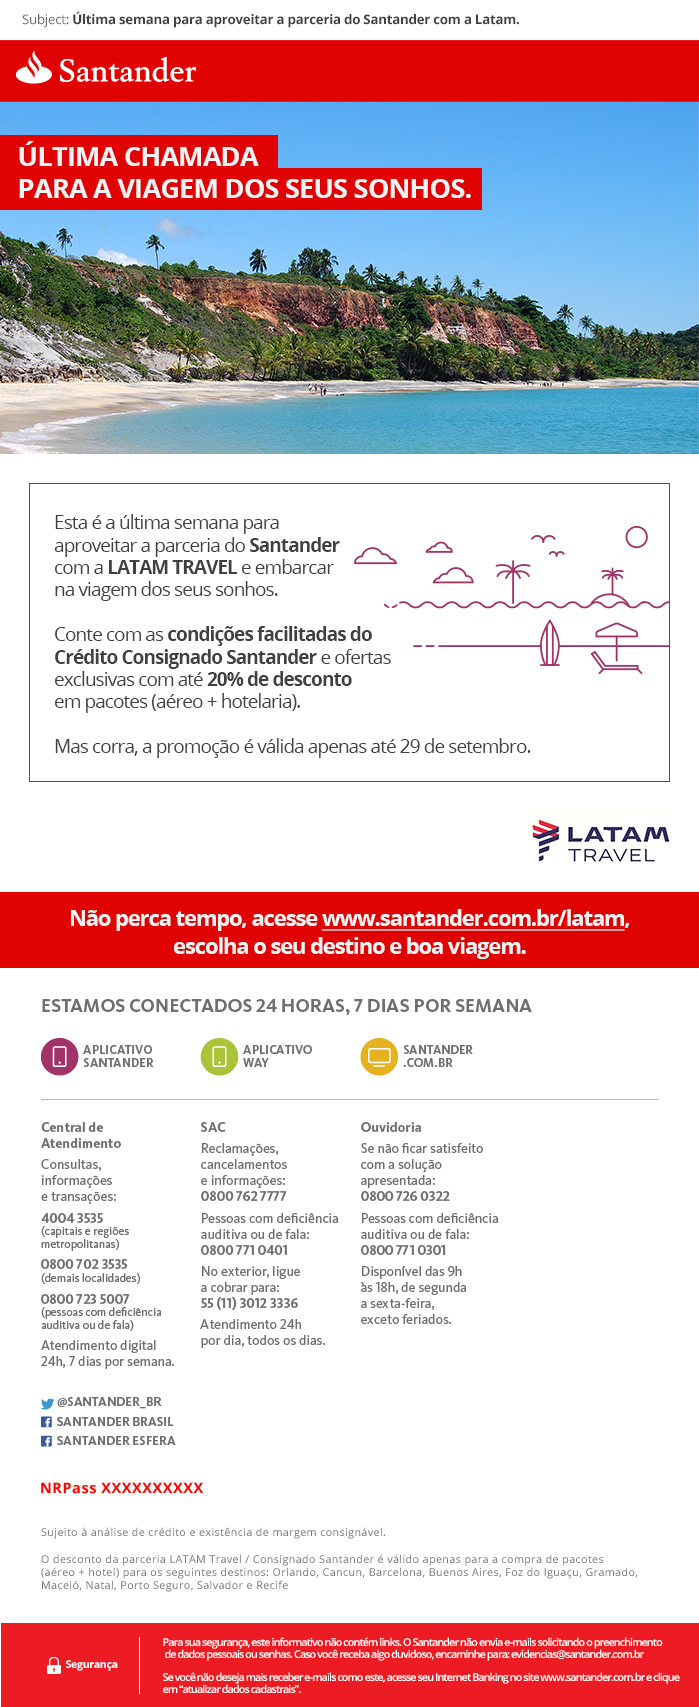 Subject: Última semana para aproveitar a parceria do Santander com a Latam.
Santander
ÚLTIMA CHAMADA
PARA A VIAGEM DOS SEUS SONHOS.
Esta é a última semana para
aproveitar a parceria do Santander
com a LATAM TRAVEL e embarcar
na viagem dos seus sonhos.
Conte com as condições facilitadas do
Crédito Consignado Santander e ofertas
exclusivas com até 20% de desconto
em pacotes (aéreo + hotelaria).
Mas corra, a promoção é válida apenas até 29 de setembro.
LATAM
TRAVEL
Não perca tempo, acesse www.santander.com.br/latam,
escolha o seu destino e boa viagem.
ESTAMOS CONECTADOS 24 HORAS, 7 DIAS POR SEMANA
APLICATIVO
SANTANDER
APLICATIVO
WAY
SANTANDER
.COM.BR
Central de
Atendimento
Consultas,
informações
e transações:
4004 3535
(capitais e regiões
metropolitanas)
0800 702 3535
(demais localidades)
0800 723 5007
(pessoas com deficiência
auditiva ou de fala)
Atendimento digital
24h, 7 dias por semana.
SAC
Reclamações,
cancelamentos
e informações:
0800 762 7777
Pessoas com deficiência
auditiva ou de fala:
0800 771 0401
No exterior, ligue
a cobrar para:
55 (11) 3012 3336
Atendimento 24h
por dia, todos os dias.
Ouvidoria
Se não ficar satisfeito
com a solução
apresentada:
0800 726 0322
Pessoas com deficiência
auditiva ou de fala:
0800 771 0301
Disponível das 9h
às 18h, de segunda
a sexta-feira,
exceto feriados.
@SANTANDER_BR
SANTANDER BRASIL
SANTANDER ESFERA
NRPass XXXXXXXXXX
Sujeito à análise de crédito e existência de margem consignável.
O desconto da parceria LATAM Travel / Consignado Santander é válido apenas para a compra de pacotes
(aéreo + hotel) para os seguintes destinos: Orlando, Cancun, Barcelona, Buenos Aires, Foz do Iguaçu, Gramado,
Maceió, Natal, Porto Seguro, Salvador e Recife
Segurança
Para sua segurança, este informativo não contém links. O Santander não envia e-mails solicitando o preenchimento
de dados pessoais ou senhas. Caso você receba algo duvidoso, encaminhe para: evidencias@santander.com.br
Se você não deseja mais receber e-mails como este, acesse seu Internet Banking no site www.santander.com.br e clique
em “atualizar dados cadastrais”.